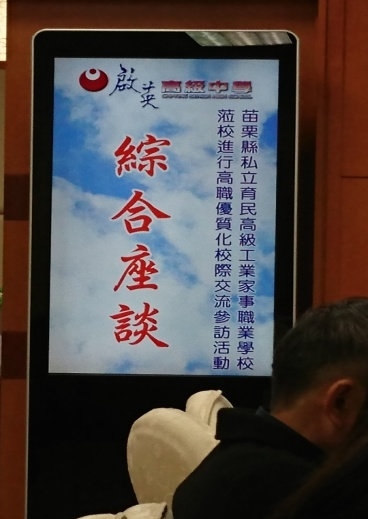 啟英高級中學
苗栗縣私立育民高級工業家事職業學校
蒞校進行高職優質化校際交流參訪活動
綜合座談